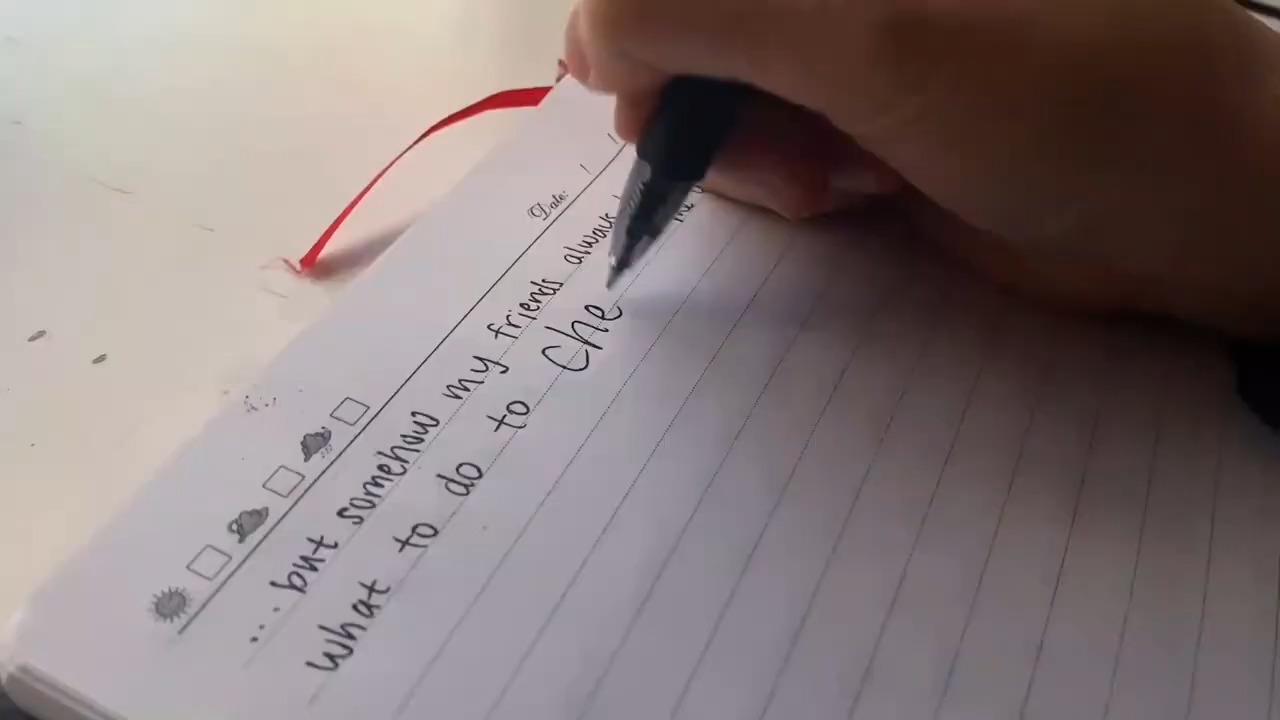 Date: / /
...but somehow my friends always
what to do to Che